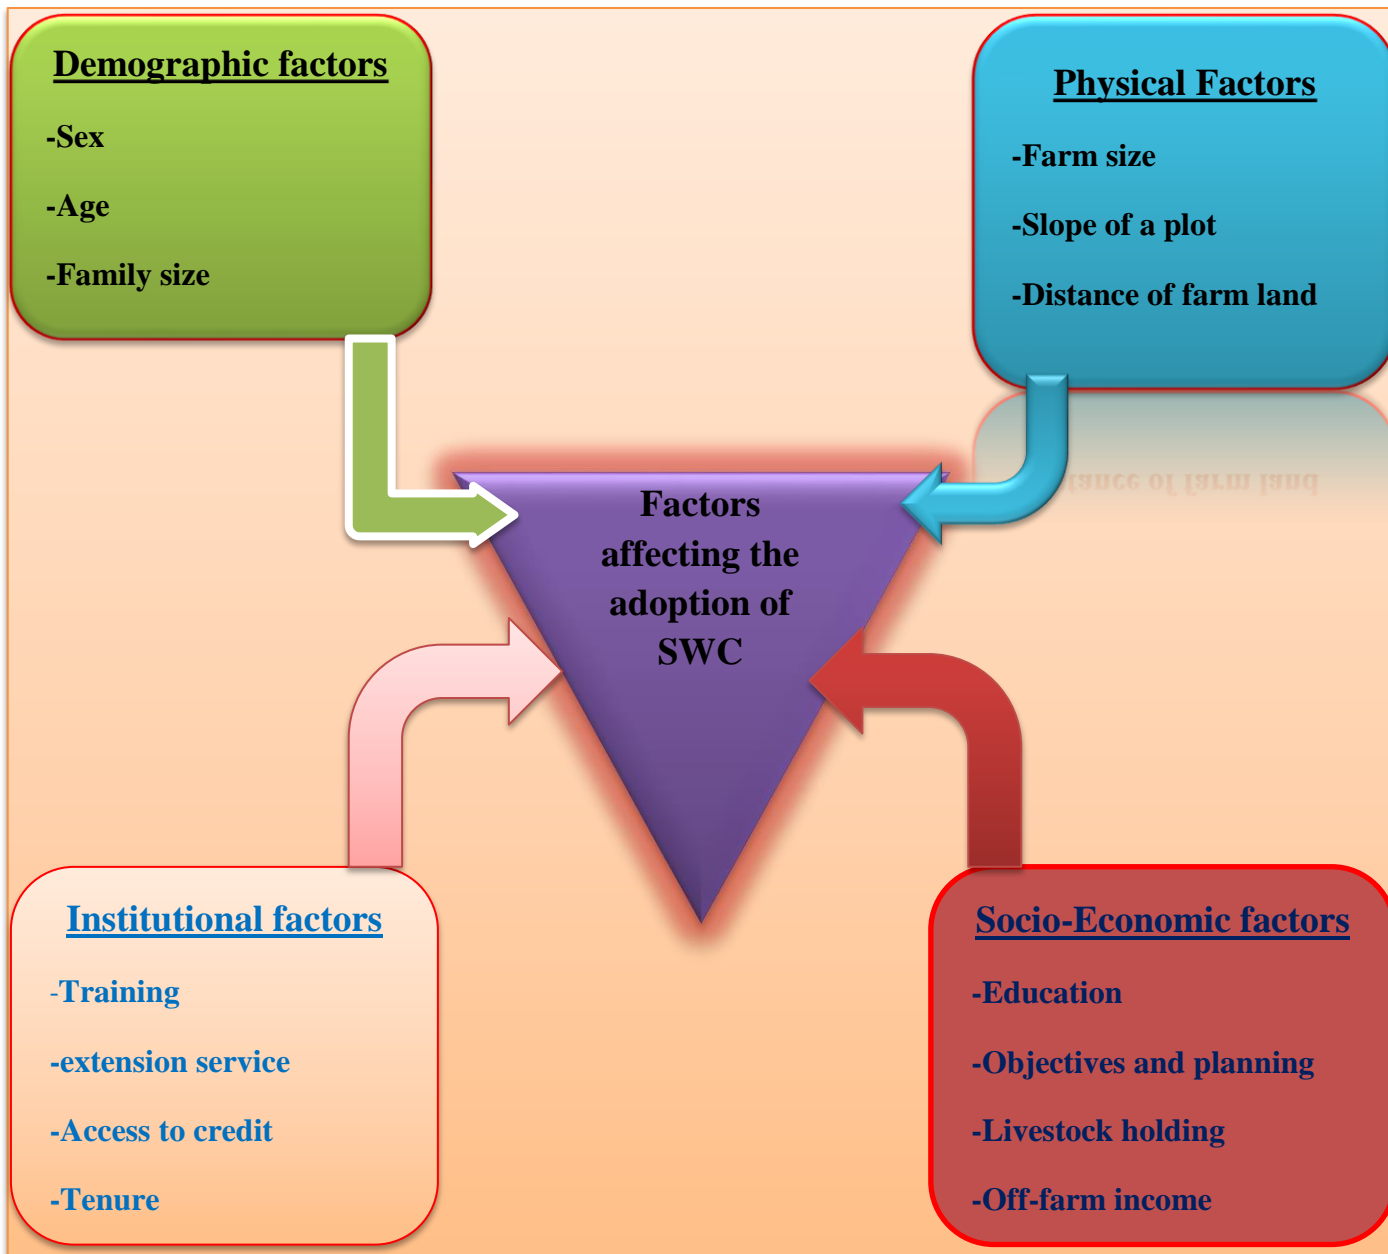 Demographic factors
-Sex
-Age
-Family size
Physical Factors
-Farm size
-Slope of a plot
-Distance of farm land
Factors
affecting the
adoption of
SWC
Institutional factors
-Training
-extension service
-Access to credit
-Tenure
Socio-Economic factors
-Education
-Objectives and planning
-Livestock holding
-Off-farm income